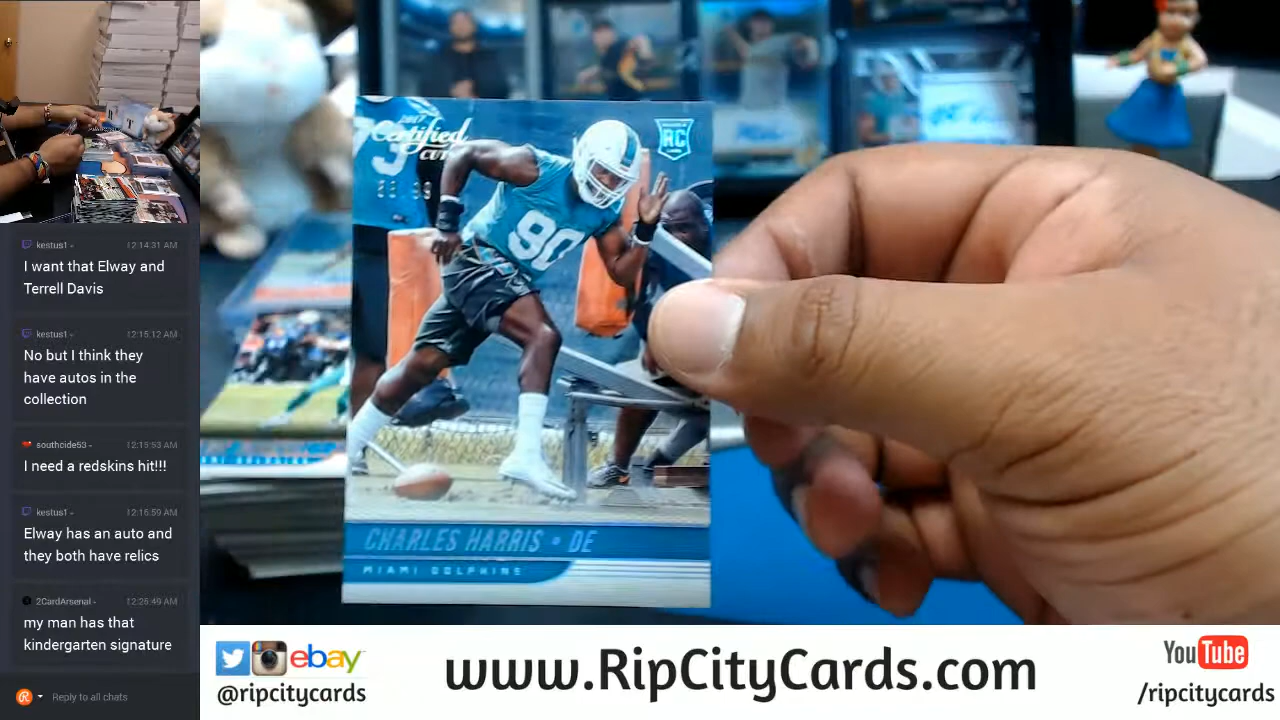 kestus1 - 12:14:31 AM
I want that Elway and
Terrell Davis
kestus1 - 12:15:12 AM
No but I think they
have autos in the
collection
southcide53 - 12:15:53 AM
I need a redskins hit!!!
kestus1 - 12:16:59 AM
Elway has an auto and
they both have relics
2CardArsenal - 12:26:49 AM
my man has that
kindergarten signature
Reply to all chats
2017
Certified
Cuts
RC
90
CHARLES HARRIS • DE
MIAMI DOLPHINS
ebay
@ripcitycards
www.RipCityCards.com
YouTube
/ripcitycards